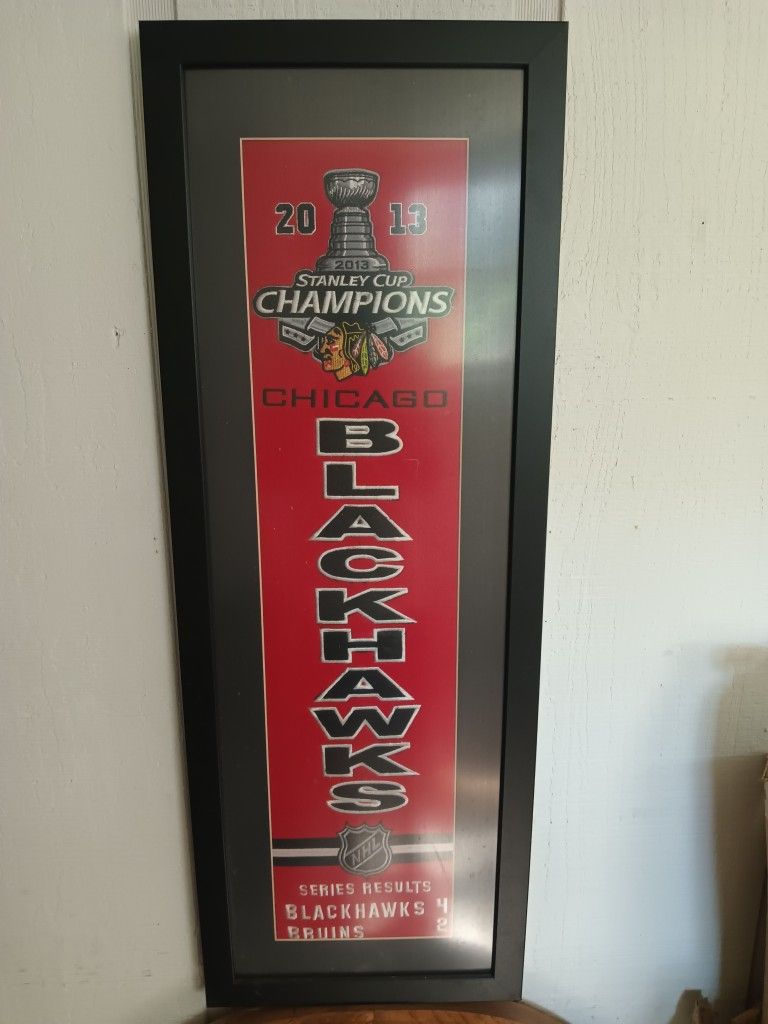 20 13
2013
STANLEY CUP
CHAMPIONS
CHICAGO
BLACKHAWKS
NHL
SERIES RESULTS
BLACKHAWKS 4
BRUINS 2